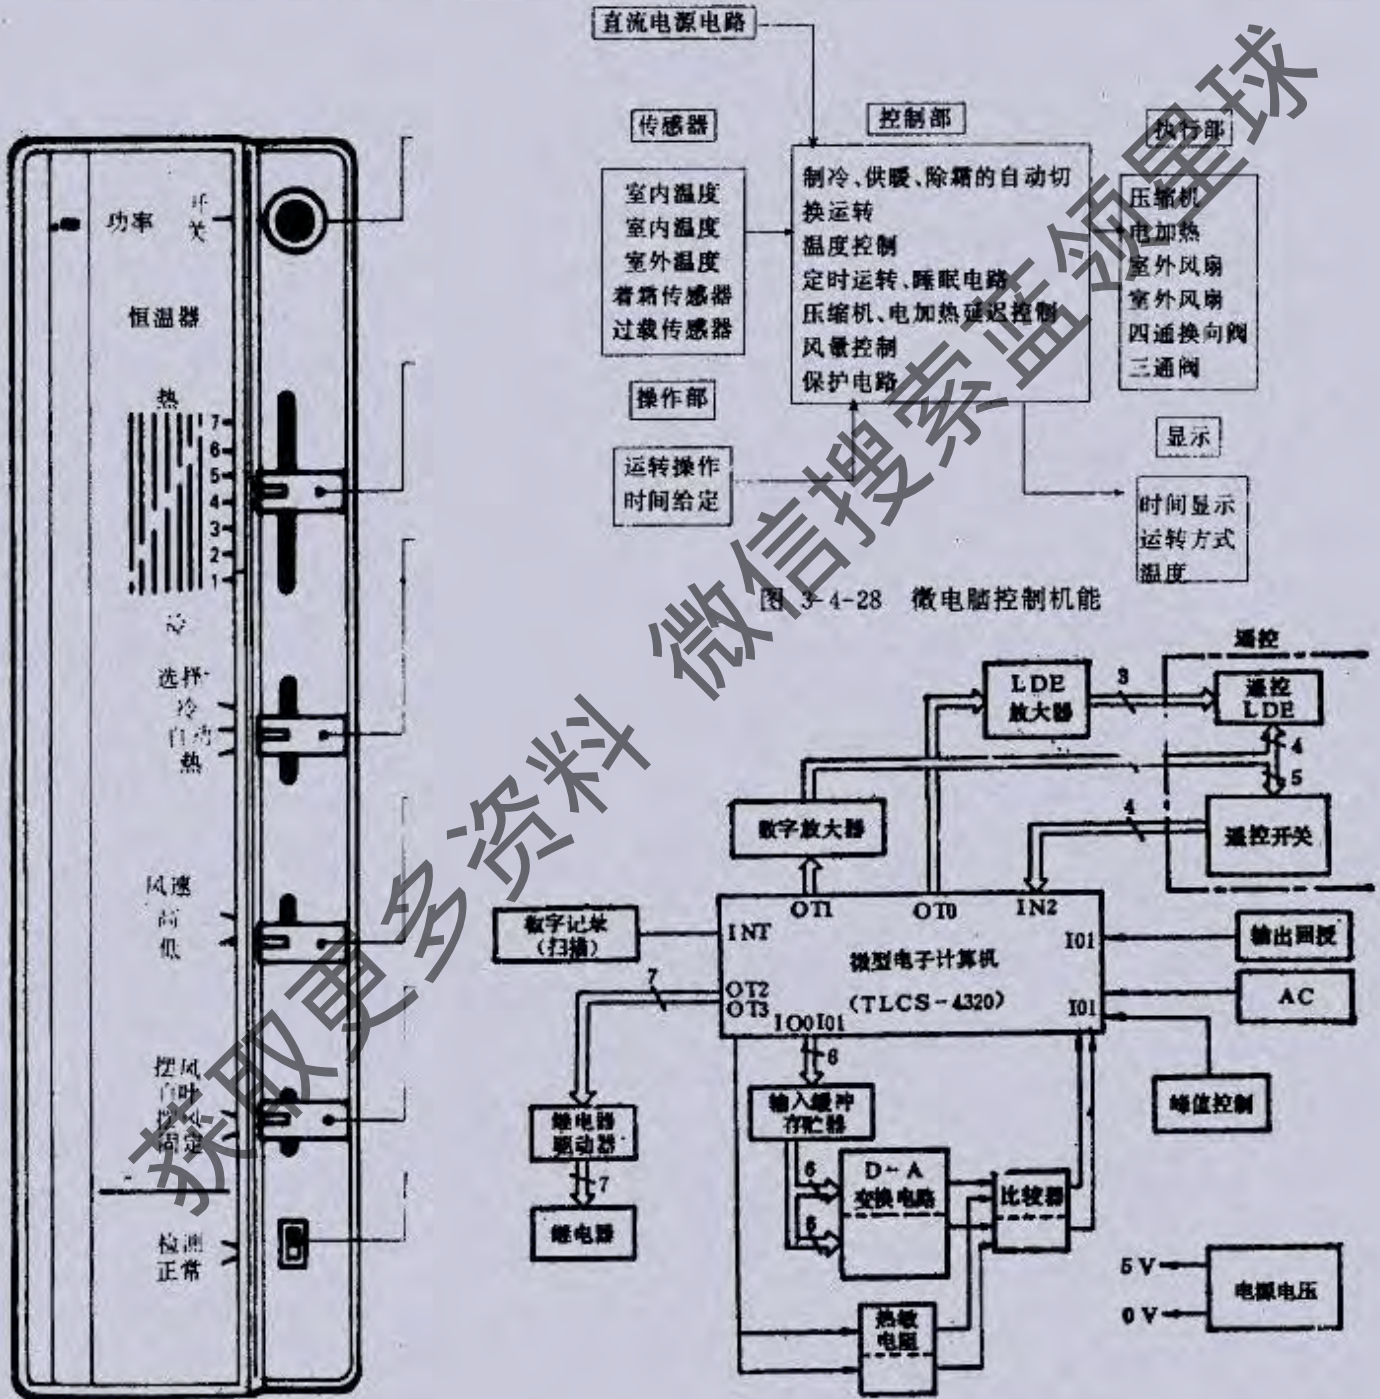 直流电源电路
传感器
室内温度
室内温度
室外温度
着霜传感器
过载传感器
操作部
运转操作
时间给定
控制部
制冷、供暖、除霜的自动切
换运转
温度控制
定时运转、睡眠电路
压缩机、电加热延迟控制
风量控制
保护电路
执行部
压缩机
电加热
室外风扇
室外风扇
四通换向阀
三通阀
显示
时间显示
运转方式
温度
图 3-4-28 微电脑控制机能
功率
开
关
恒温器
热
7
6
5
4
3
2
1
冷
选择
冷
自动
热
风速
高
低
摆风
百叶
摆风
固定
检测
正常
遥控
LDE
放大器
3
遥控
LDE
4
5
数字放大器
4
遥控开关
OT1
OT0
IN2
数字记录
(扫描)
INT
微型电子计算机
(TLCS-4320)
I01
输出回授
AC
I01
峰值控制
7
OT2
OT3
IO0I01
6
输入缓冲
存贮器
继电器
驱动器
7
继电器
6
6
D-A
变换电路
比较器
热敏
电阻
5V
0V
电源电压
获取更多资料 微信搜索蓝领星球